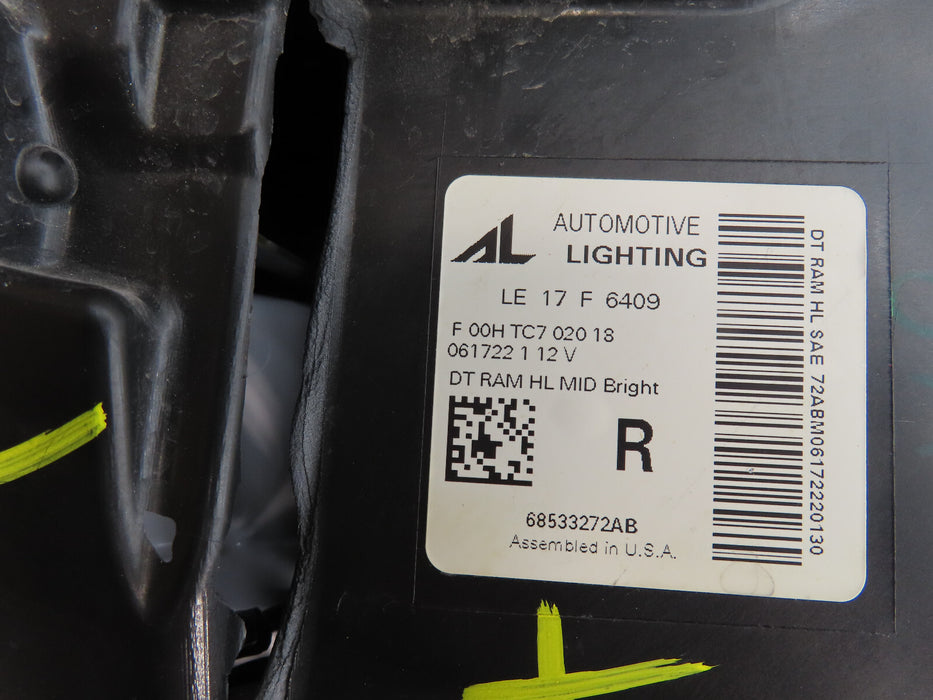 AL
AUTOMOTIVE
LIGHTING
LE 17 F 6409
F 00H TC7 020 18
061722 1 12 V
DT RAM HL MID Bright
R
68533272AB
Assembled in U.S.A.
DT RAM HL SAE 72ABM06172220130